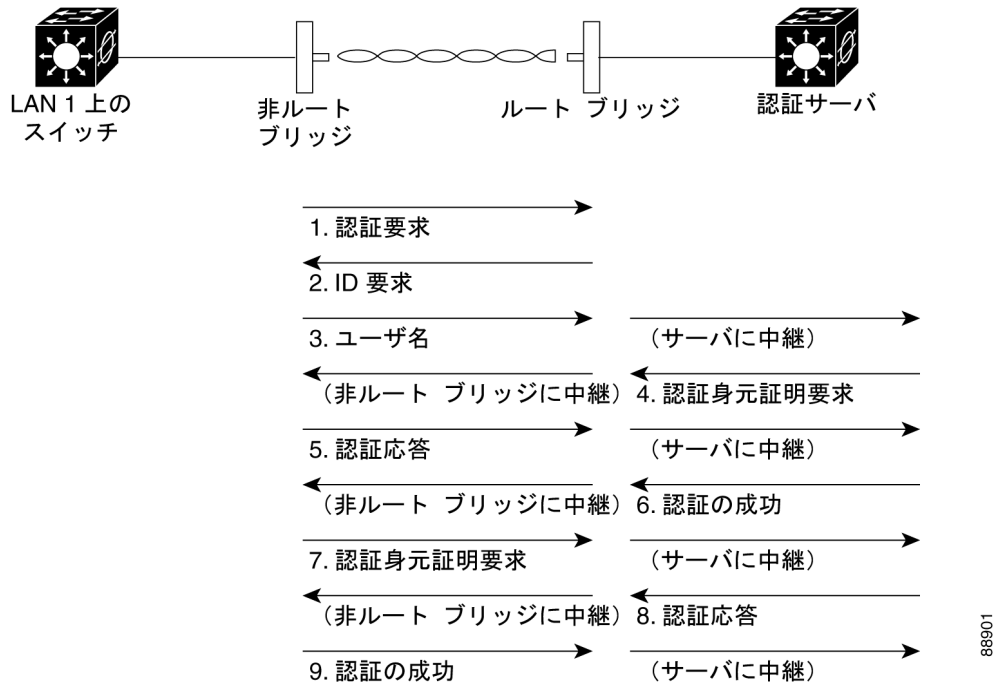 LAN 1 上の
スイッチ
非ルート
ブリッジ
ルート ブリッジ
認証サーバ
1. 認証要求
2. ID 要求
3. ユーザ名
（サーバに中継）
（非ルート ブリッジに中継）
4. 認証身元証明要求
5. 認証応答
（サーバに中継）
（非ルート ブリッジに中継）
6. 認証の成功
7. 認証身元証明要求
（サーバに中継）
（非ルート ブリッジに中継）
8. 認証応答
9. 認証の成功
（サーバに中継）
88901